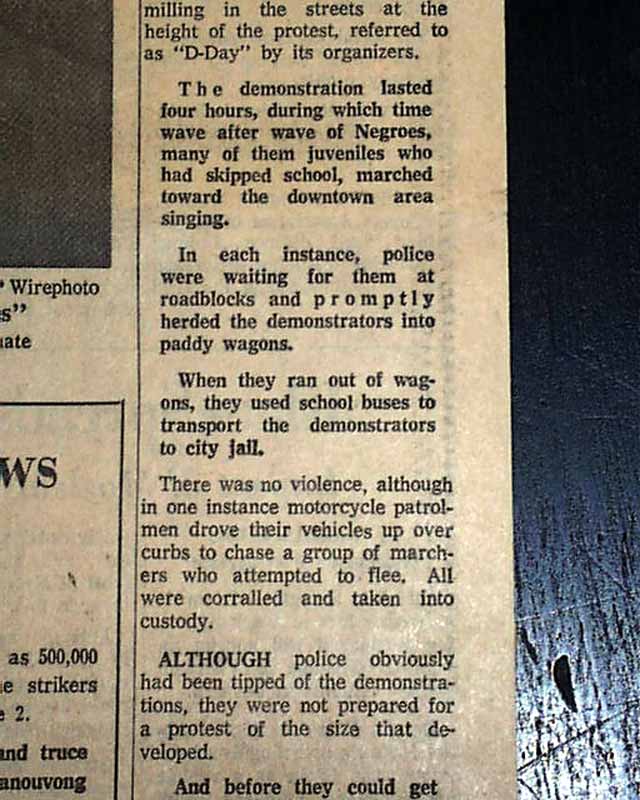 milling in the streets at the
height of the protest, referred to
as "D-Day" by its organizers.
The demonstration lasted
four hours, during which time
wave after wave of Negroes,
many of them juveniles who
had skipped school, marched
toward the downtown area
singing.
In each instance, police
were waiting for them at
roadblocks and promptly
herded the demonstrators into
paddy wagons.
When they ran out of wag-
ons, they used school buses to
transport the demonstrators
to city jail.
There was no violence, although
in one instance motorcycle patrol-
men drove their vehicles up over
curbs to chase a group of march-
ers who attempted to flee. All
were corralled and taken into
custody.
ALTHOUGH police obviously
had been tipped of the demonstra-
tions, they were not prepared for
a protest of the size that de-
veloped.
And before they could get
Wirephoto
s"
ate
WS
as 500,000
e strikers
e 2.
and truce
anouvong